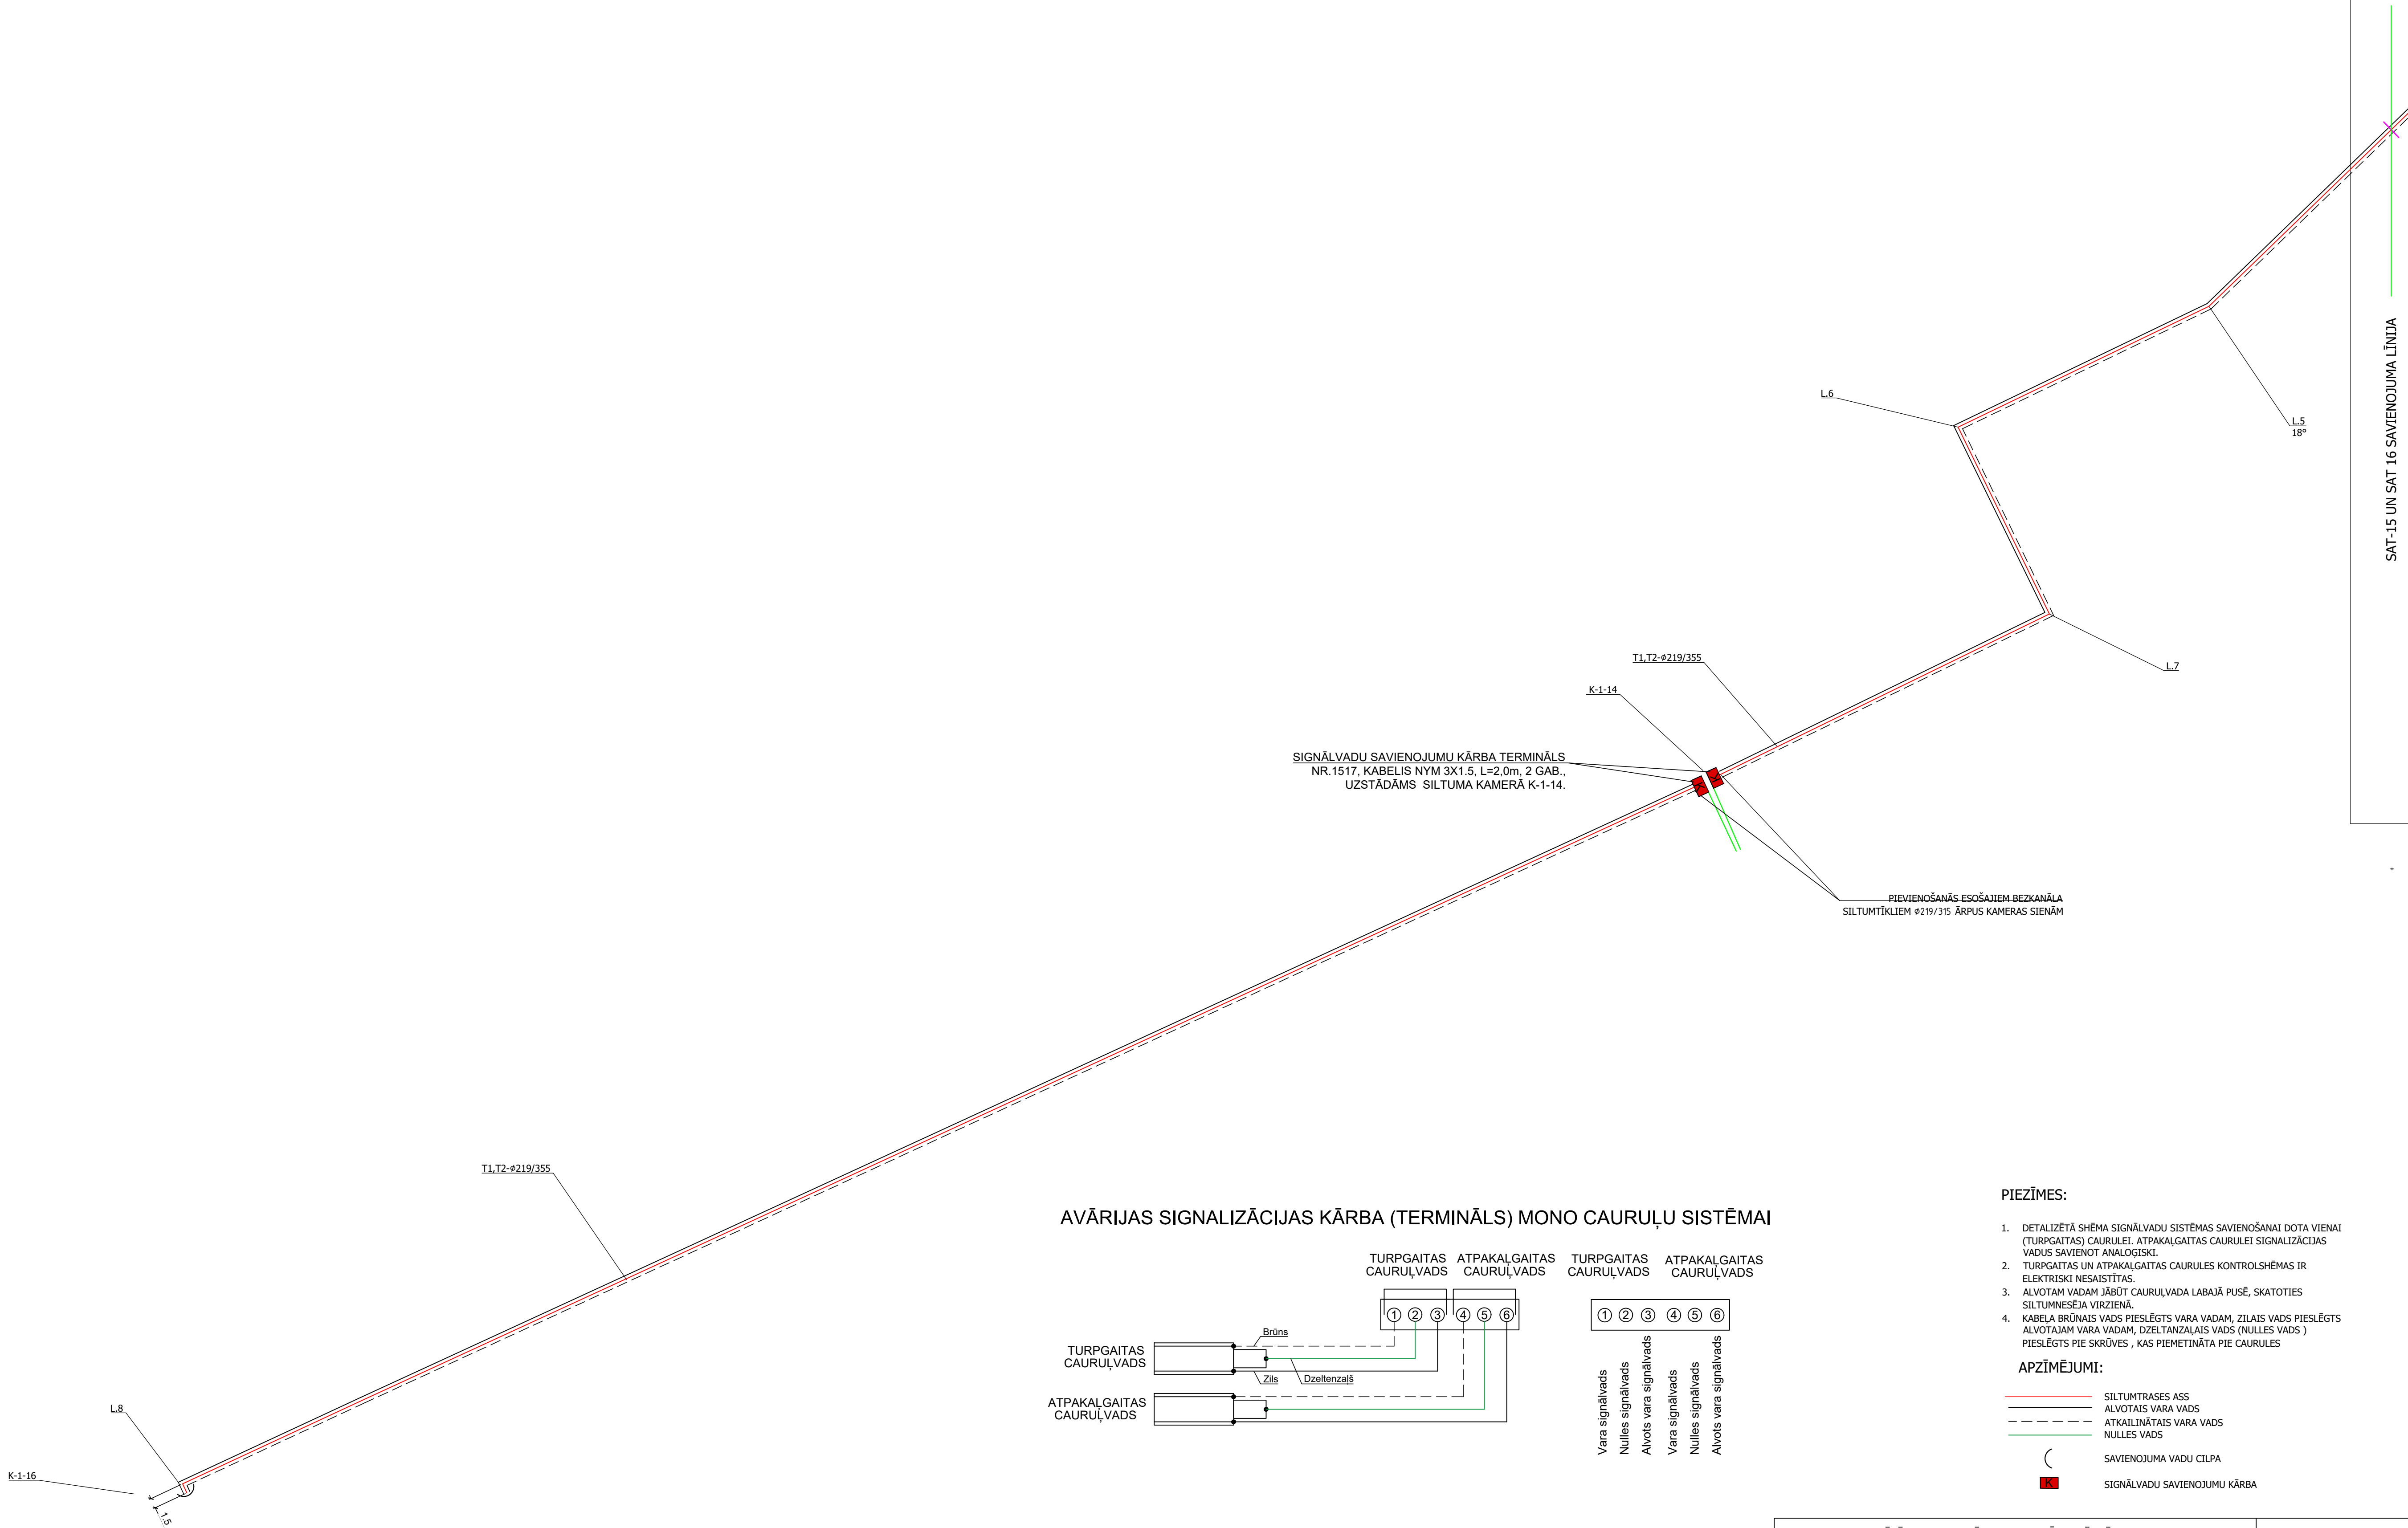 L.6
L.5
18°
SAT-15 UN SAT 16 SAVIENOJUMA LĪNIJA
T1,T2-⌀219/355
L.7
K-1-14
SIGNĀLVADU SAVIENOJUMU KĀRBA TERMINĀLS
NR.1517, KABELIS NYM 3X1.5, L=2,0m, 2 GAB.,
UZSTĀDĀMS SILTUMA KAMERĀ K-1-14.
-
PIEVIENOŠANĀS ESOŠAJIEM BEZKANĀLA
SILTUMTĪKLIEM ⌀219/315 ĀRPUS KAMERAS SIENĀM
T1,T2-⌀219/355
L.8
K-1-16
1.5
AVĀRIJAS SIGNALIZĀCIJAS KĀRBA (TERMINĀLS) MONO CAURUĻU SISTĒMAI
TURPGAITAS
CAURUĻVADS
ATPAKAĻGAITAS
CAURUĻVADS
TURPGAITAS
CAURUĻVADS
ATPAKAĻGAITAS
CAURUĻVADS
1 2 3 4 5 6
1 2 3 4 5 6
Brūns
TURPGAITAS
CAURUĻVADS
Zils
Dzeltenzaļš
ATPAKAĻGAITAS
CAURUĻVADS
Vara signālvads
Nulles signālvads
Alvots vara signālvads
Vara signālvads
Nulles signālvads
Alvots vara signālvads
PIEZĪMES:
1. DETALIZĒTĀ SHĒMA SIGNĀLVADU SISTĒMAS SAVIENOŠANAI DOTA VIENAI
(TURPGAITAS) CAURULEI. ATPAKAĻGAITAS CAURULEI SIGNALIZĀCIJAS
VADUS SAVIENOT ANALOĢISKI.
2. TURPGAITAS UN ATPAKAĻGAITAS CAURULES KONTROLSHĒMAS IR
ELEKTRISKI NESAISTĪTAS.
3. ALVOTAM VADAM JĀBŪT CAURUĻVADA LABAJĀ PUSĒ, SKATOTIES
SILTUMNESĒJA VIRZIENĀ.
4. KABEĻA BRŪNAIS VADS PIESLĒGTS VARA VADAM, ZILAIS VADS PIESLĒGTS
ALVOTAJAM VARA VADAM, DZELTANZAĻAIS VADS (NULLES VADS )
PIESLĒGTS PIE SKRŪVES , KAS PIEMETINĀTA PIE CAURULES
APZĪMĒJUMI:
SILTUMTRASES ASS
ALVOTAIS VARA VADS
ATKAILINĀTAIS VARA VADS
NULLES VADS
SAVIENOJUMA VADU CILPA
K
SIGNĀLVADU SAVIENOJUMU KĀRBA